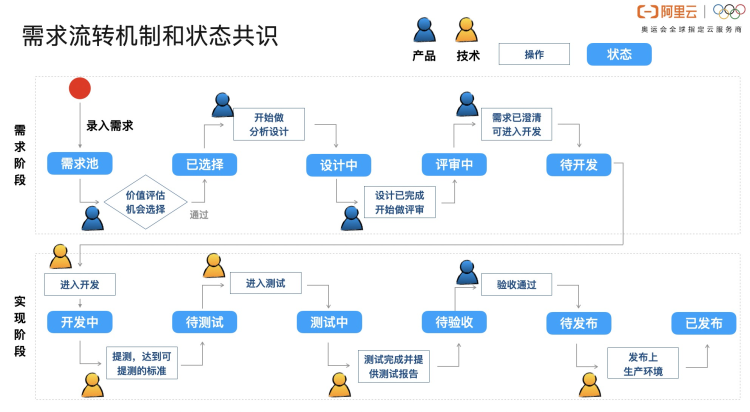 需求流转机制和状态共识
阿里云
奥运会全球指定云服务商
产品
技术
操作
状态
需求阶段
录入需求
需求池
价值评估
机会选择
通过
已选择
开始做
分析设计
设计中
设计已完成
开始做评审
评审中
需求已澄清
可进入开发
待开发
实现阶段
进入开发
开发中
提测，达到可
提测的标准
待测试
进入测试
测试中
测试完成并提
供测试报告
待验收
验收通过
待发布
发布上
生产环境
已发布